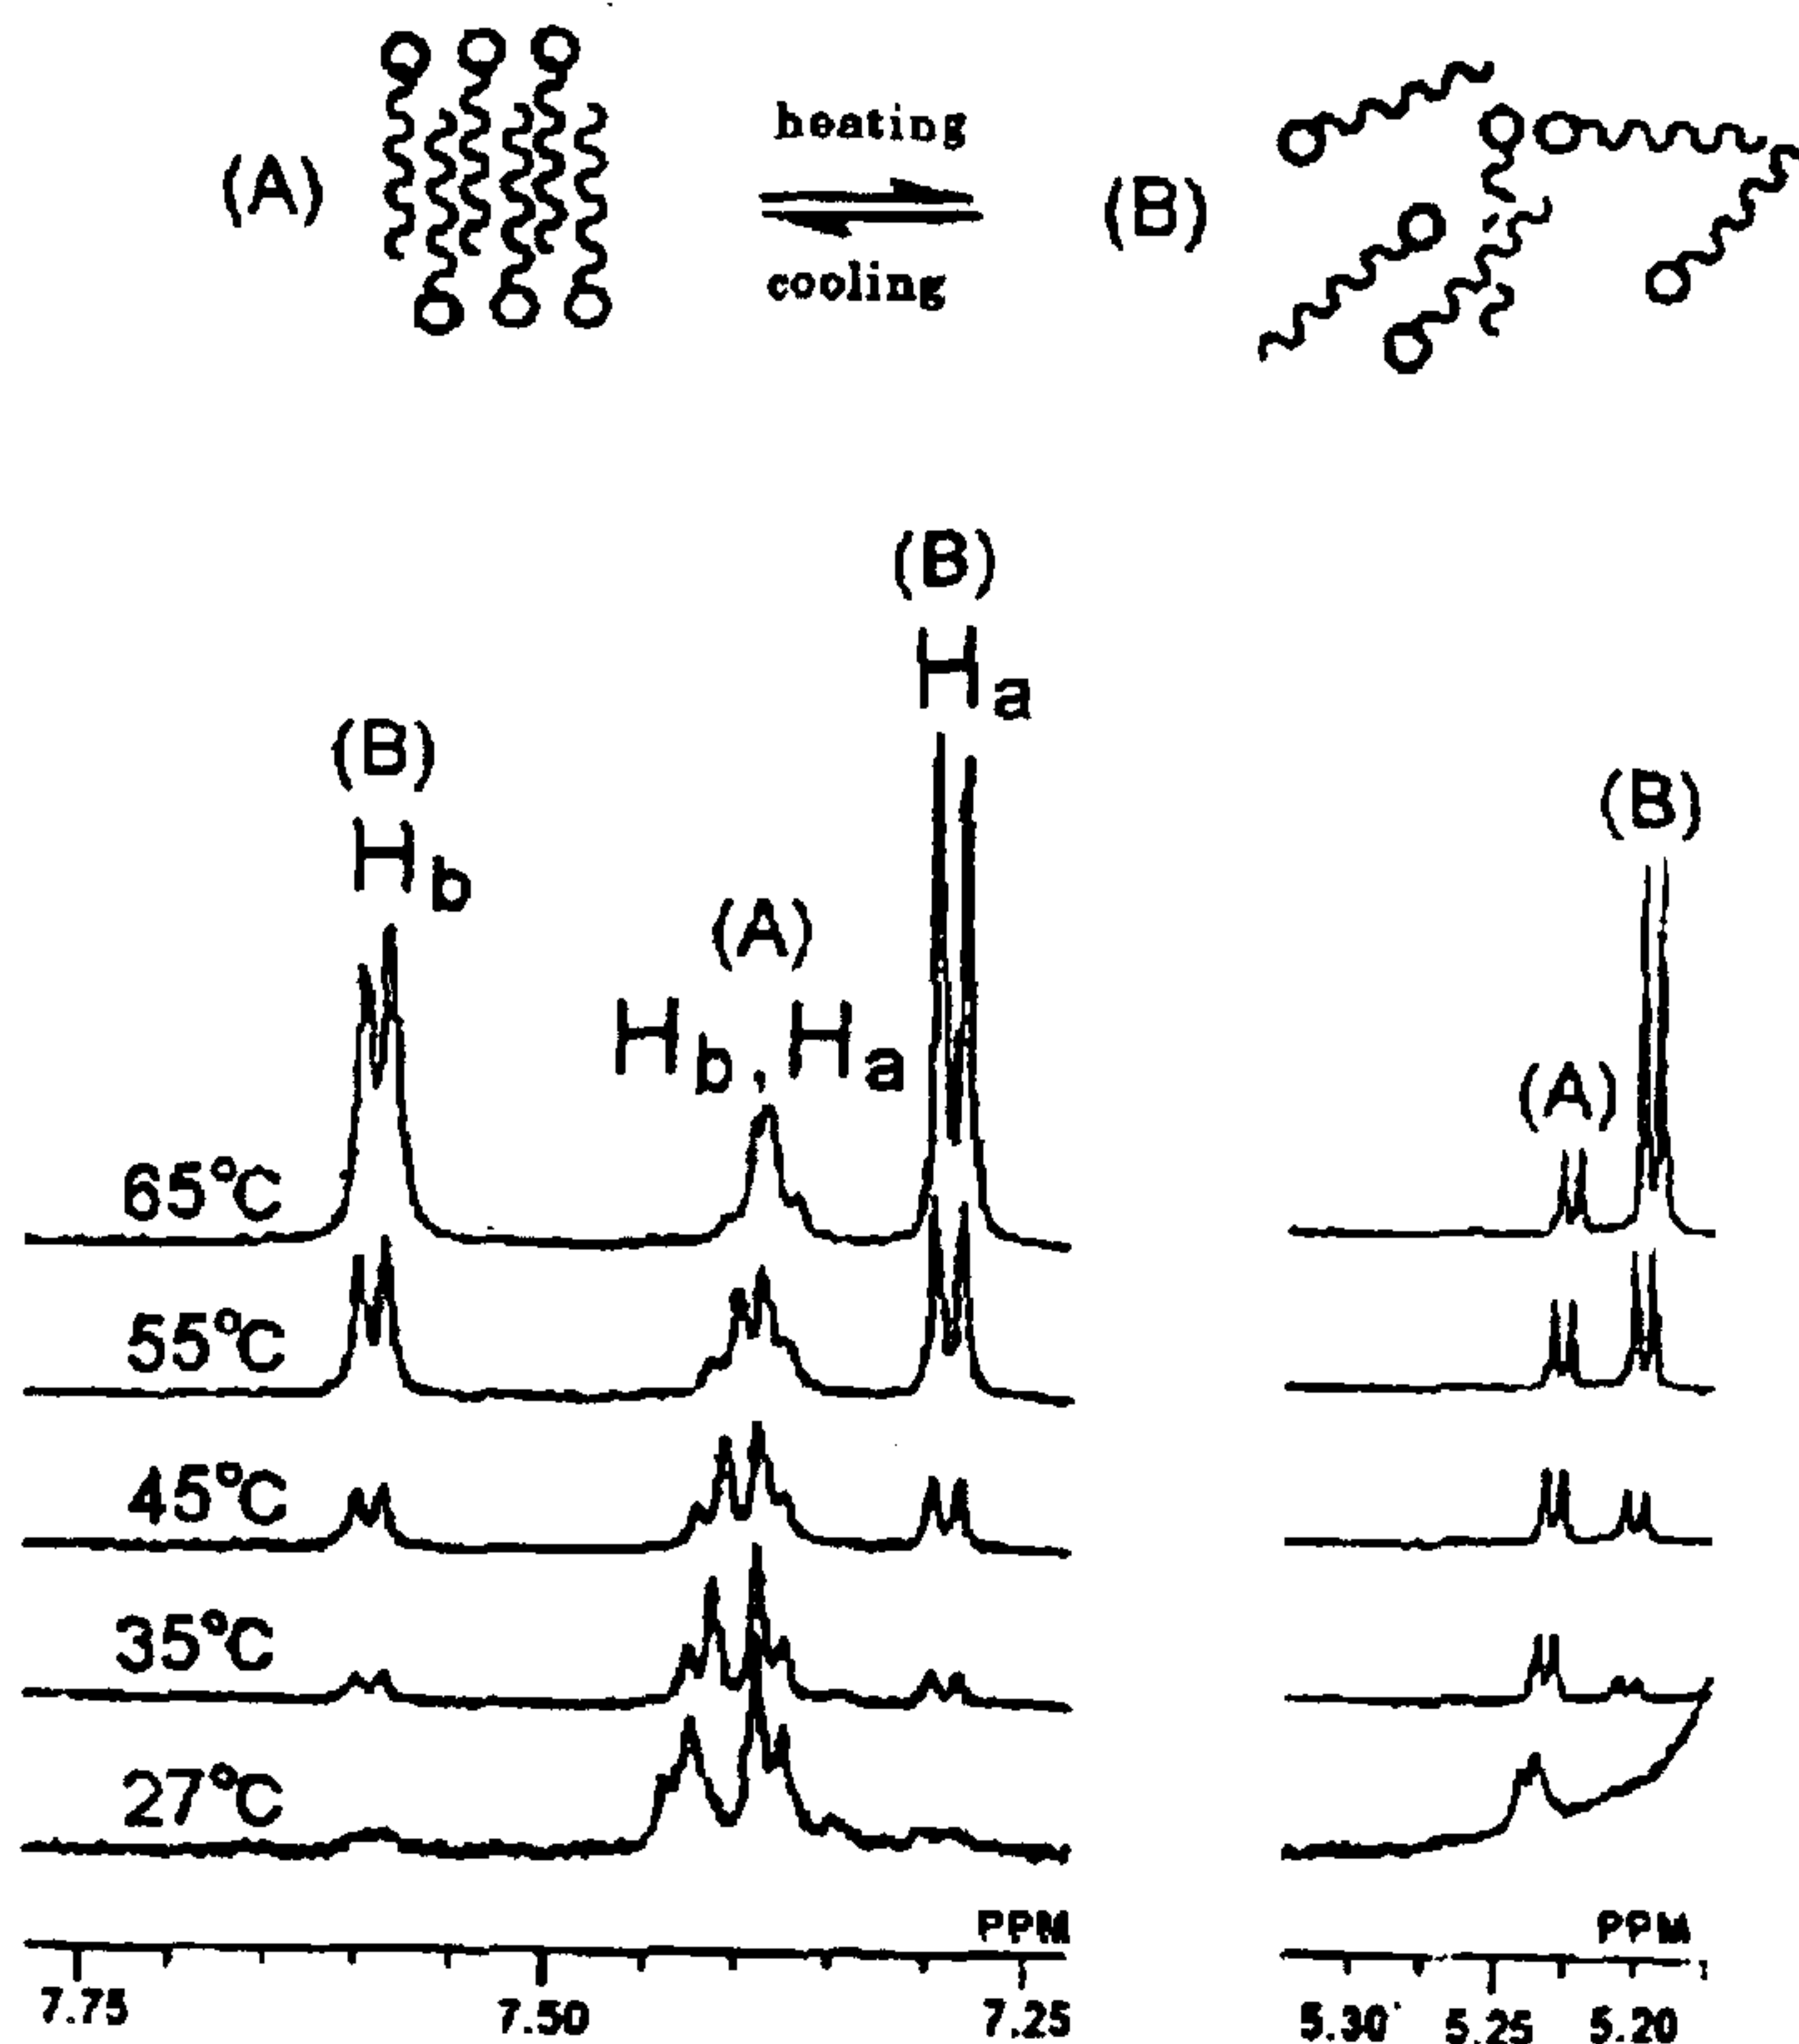 heating
(A)
(B)
cooling
(B)
Ha
(B)
(B)
Hb
(A)
Hb, Ha
(A)
65°C
55°C
45°C
35°C
27°C
PPM
PPM
7.75
7.50
7.25
5.30
5.25
5.20